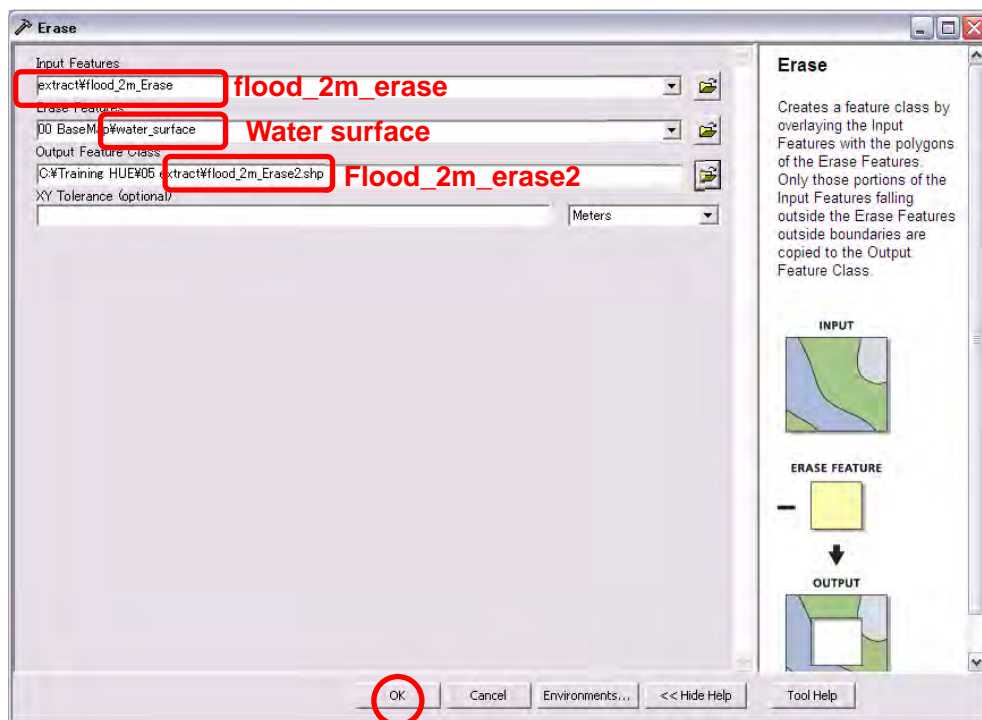 Erase
Input Features
extract¥flood_2m_Erase
flood_2m_erase
Erase Features
00 BaseMap¥water_surface
Water surface
Output Feature Class
C:¥Training HUE¥05 extract¥flood_2m_Erase2.shp
Flood_2m_erase2
XY Tolerance (optional)
Meters
OK
Cancel
Environments...
<< Hide Help
Erase
Creates a feature class by
overlaying the Input
Features with the polygons
of the Erase Features.
Only those portions of the
Input Features falling
outside the Erase Features
outside boundaries are
copied to the Output
Feature Class.
INPUT
ERASE FEATURE
OUTPUT
Tool Help